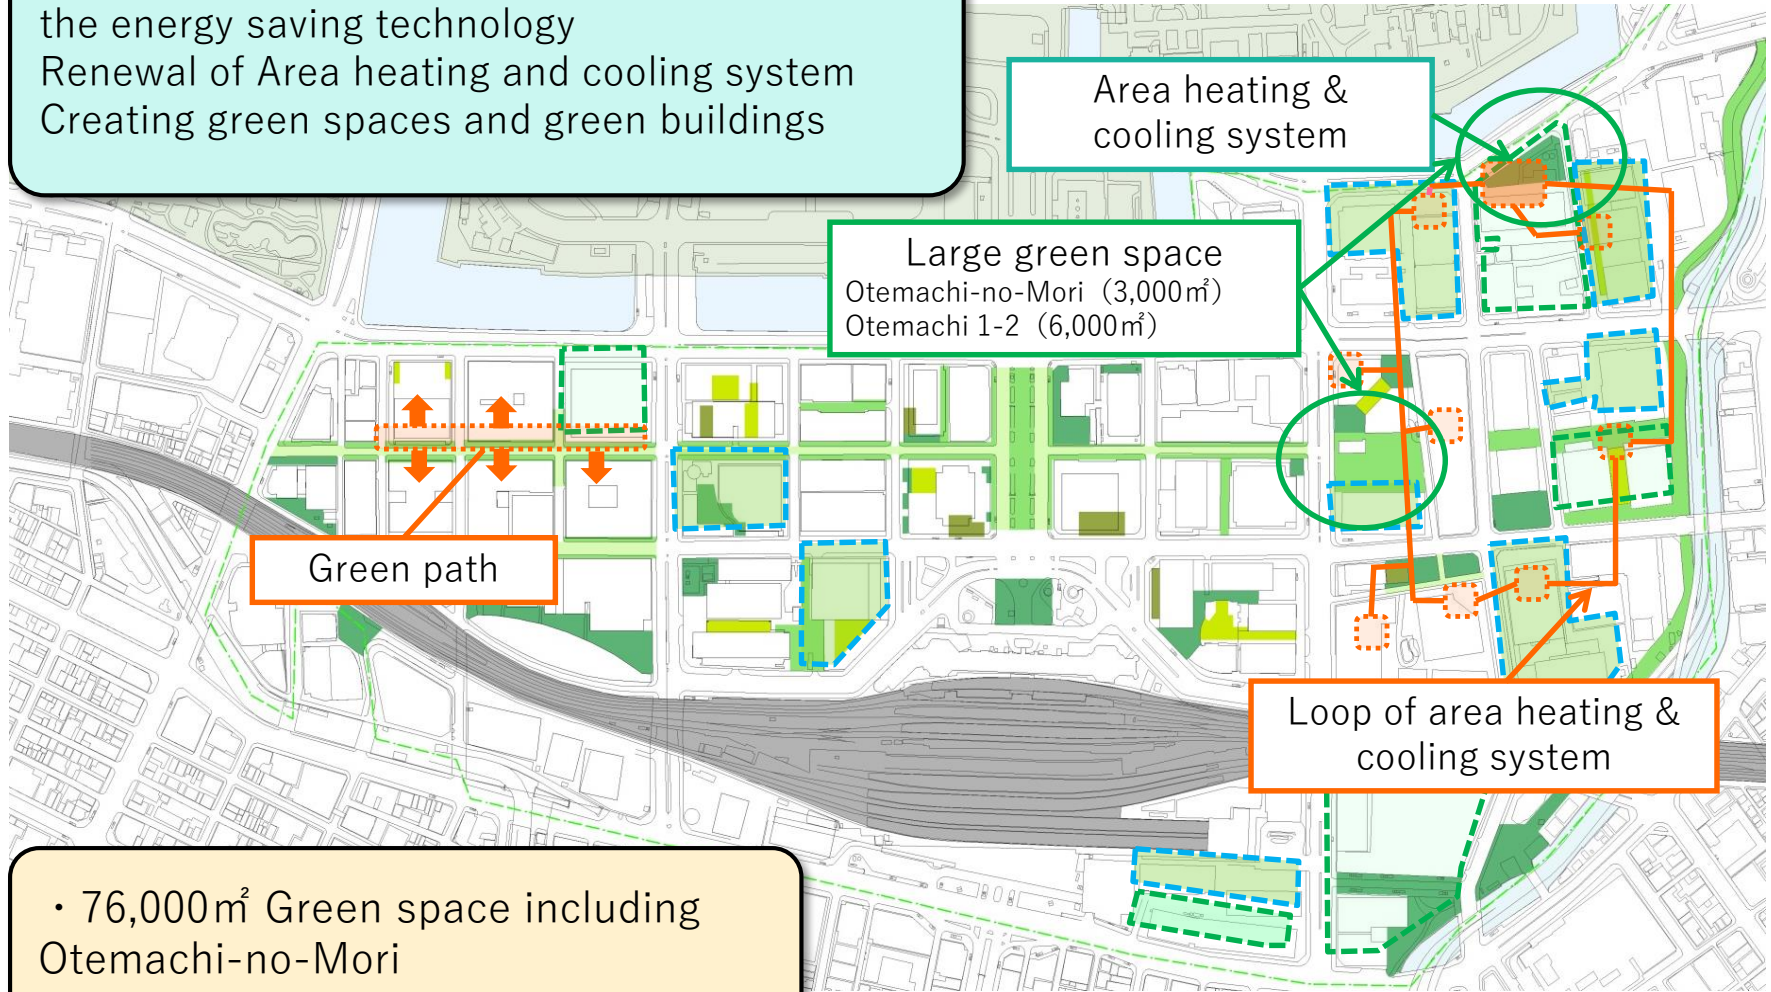 the energy saving technology
Renewal of Area heating and cooling system
Creating green spaces and green buildings
Area heating &
cooling system
Large green space
Otemachi-no-Mori（3,000㎡）
Otemachi 1-2（6,000㎡）
Green path
Loop of area heating &
cooling system
・76,000㎡ Green space including
Otemachi-no-Mori